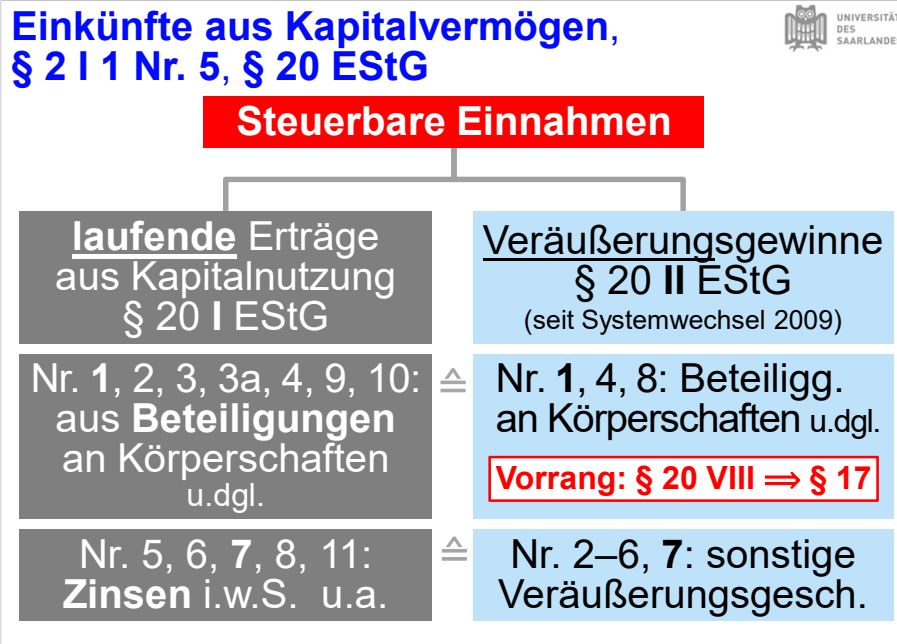 Einkünfte aus Kapitalvermögen,
§ 2 I 1 Nr. 5, § 20 EStG
UNIVERSITÄT
DES
SAARLANDES
Steuerbare Einnahmen
laufende Erträge
aus Kapitalnutzung
§ 20 I EStG
Veräußerungsgewinne
§ 20 II EStG
(seit Systemwechsel 2009)
Nr. 1, 2, 3, 3a, 4, 9, 10:
aus Beteiligungen
an Körperschaften
u.dgl.
≙
Nr. 1, 4, 8: Beteiligg.
an Körperschaften u.dgl.
Vorrang: § 20 VIII ⇒ § 17
Nr. 5, 6, 7, 8, 11:
Zinsen i.w.S. u.a.
≙
Nr. 2–6, 7: sonstige
Veräußerungsgesch.